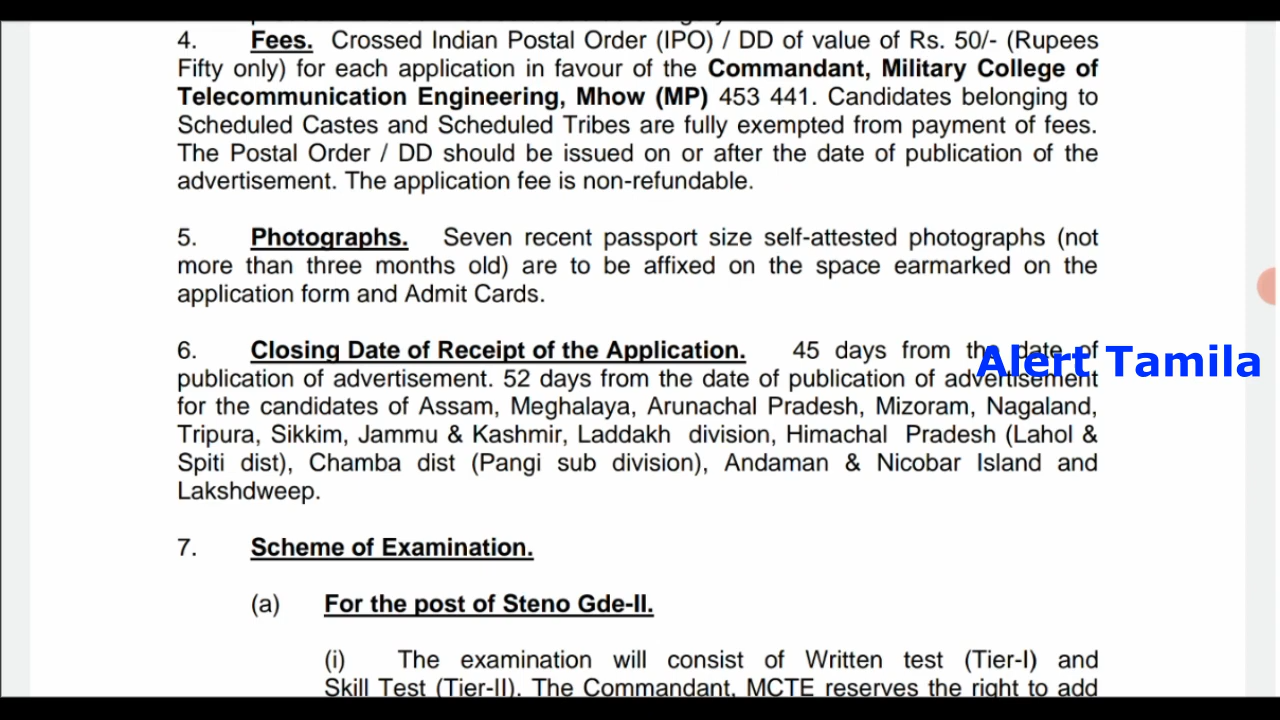 4. Fees. Crossed Indian Postal Order (IPO) / DD of value of Rs. 50/- (Rupees
Fifty only) for each application in favour of the Commandant, Military College of
Telecommunication Engineering, Mhow (MP) 453 441. Candidates belonging to
Scheduled Castes and Scheduled Tribes are fully exempted from payment of fees.
The Postal Order / DD should be issued on or after the date of publication of the
advertisement. The application fee is non-refundable.
5. Photographs. Seven recent passport size self-attested photographs (not
more than three months old) are to be affixed on the space earmarked on the
application form and Admit Cards.
6. Closing Date of Receipt of the Application. 45 days from the date of
Alert Tamila
publication of advertisement. 52 days from the date of publication of advertisement
for the candidates of Assam, Meghalaya, Arunachal Pradesh, Mizoram, Nagaland,
Tripura, Sikkim, Jammu & Kashmir, Laddakh division, Himachal Pradesh (Lahol &
Spiti dist), Chamba dist (Pangi sub division), Andaman & Nicobar Island and
Lakshdweep.
7. Scheme of Examination.
(a) For the post of Steno Gde-II.
(i) The examination will consist of Written test (Tier-I) and
Skill Test (Tier-II). The Commandant, MCTE reserves the right to add